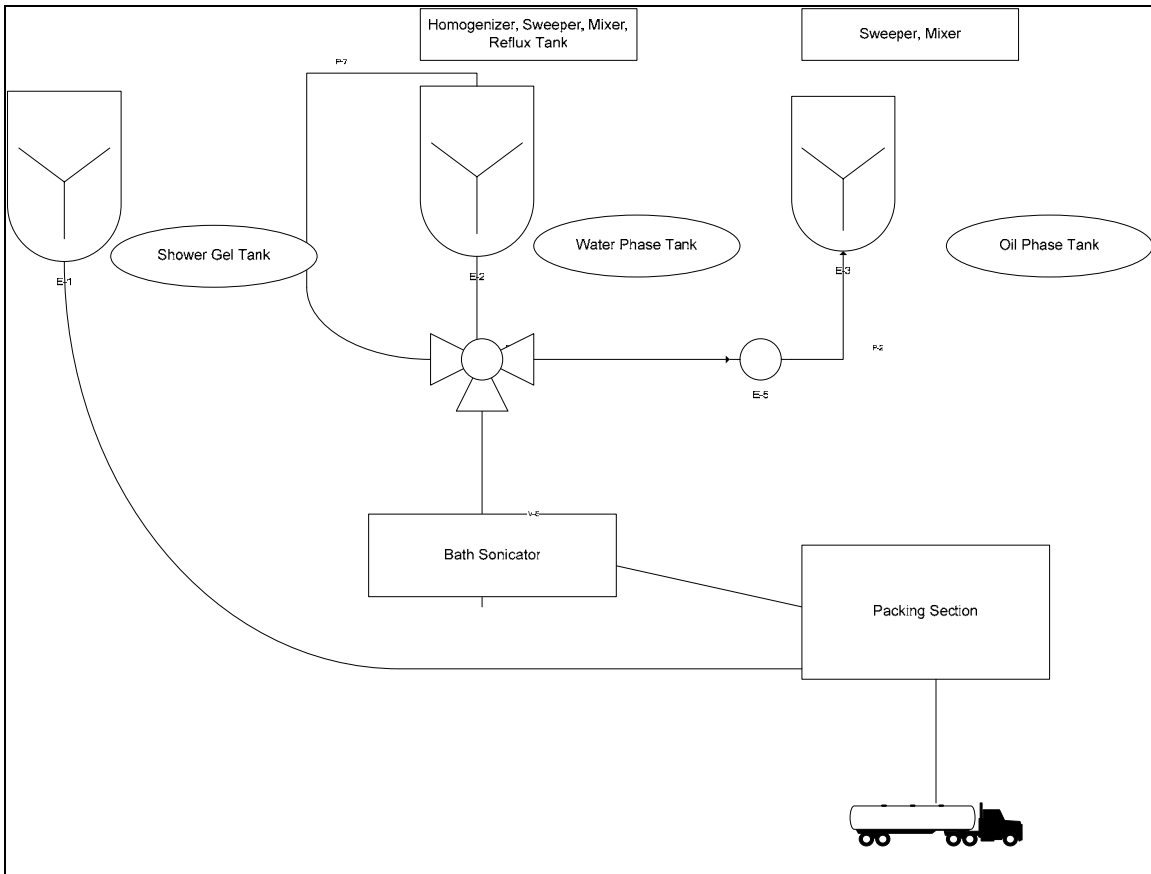 Homogenizer, Sweeper, Mixer,
Reflux Tank
Sweeper, Mixer
P-7
Shower Gel Tank
Water Phase Tank
Oil Phase Tank
E-1
E-2
E-3
P-2
E-5
V-5
Bath Sonicator
Packing Section